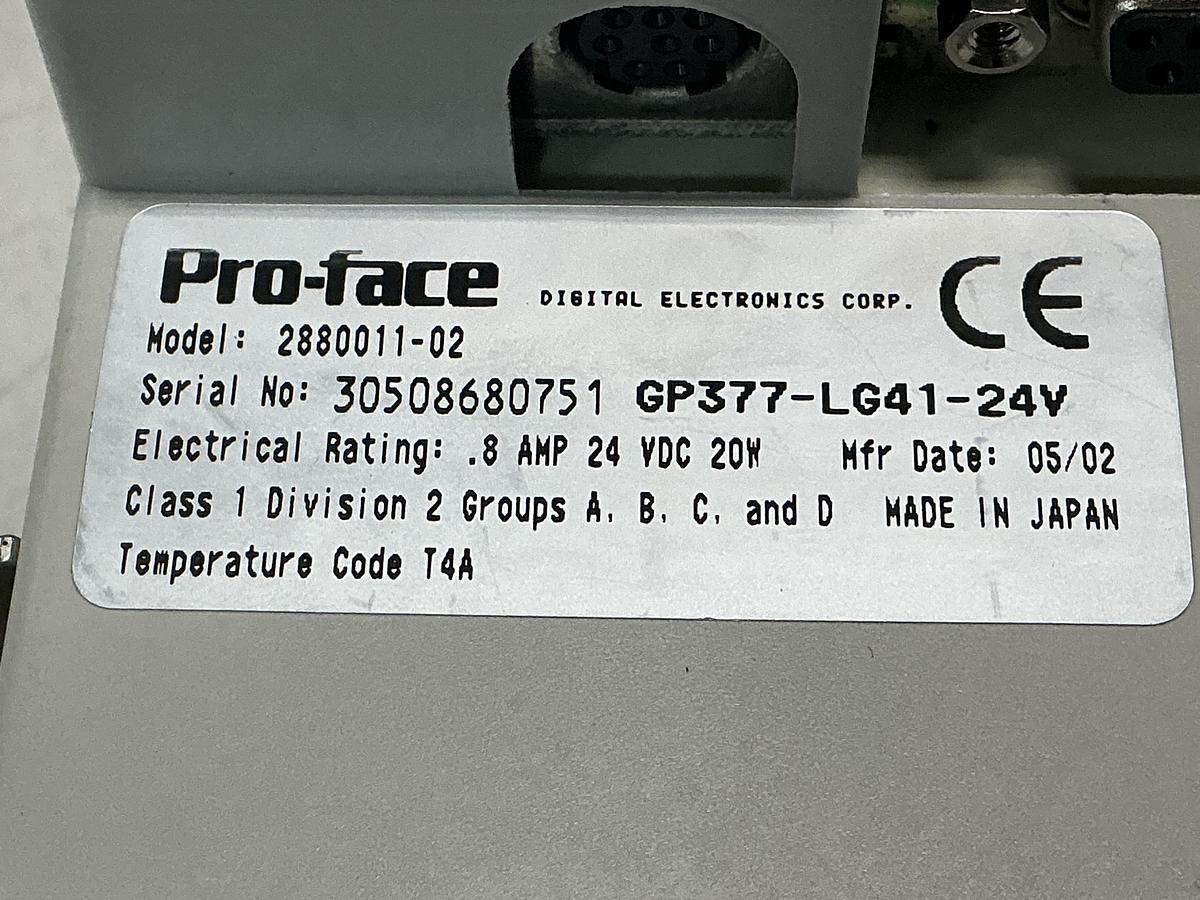 Pro-face DIGITAL ELECTRONICS CORP. CE
Model: 2880011-02
Serial No: 30508680751 GP377-LG41-24V
Electrical Rating: .8 AMP 24 VDC 20W Mfr Date: 05/02
Class 1 Division 2 Groups A, B, C, and D MADE IN JAPAN
Temperature Code T4A